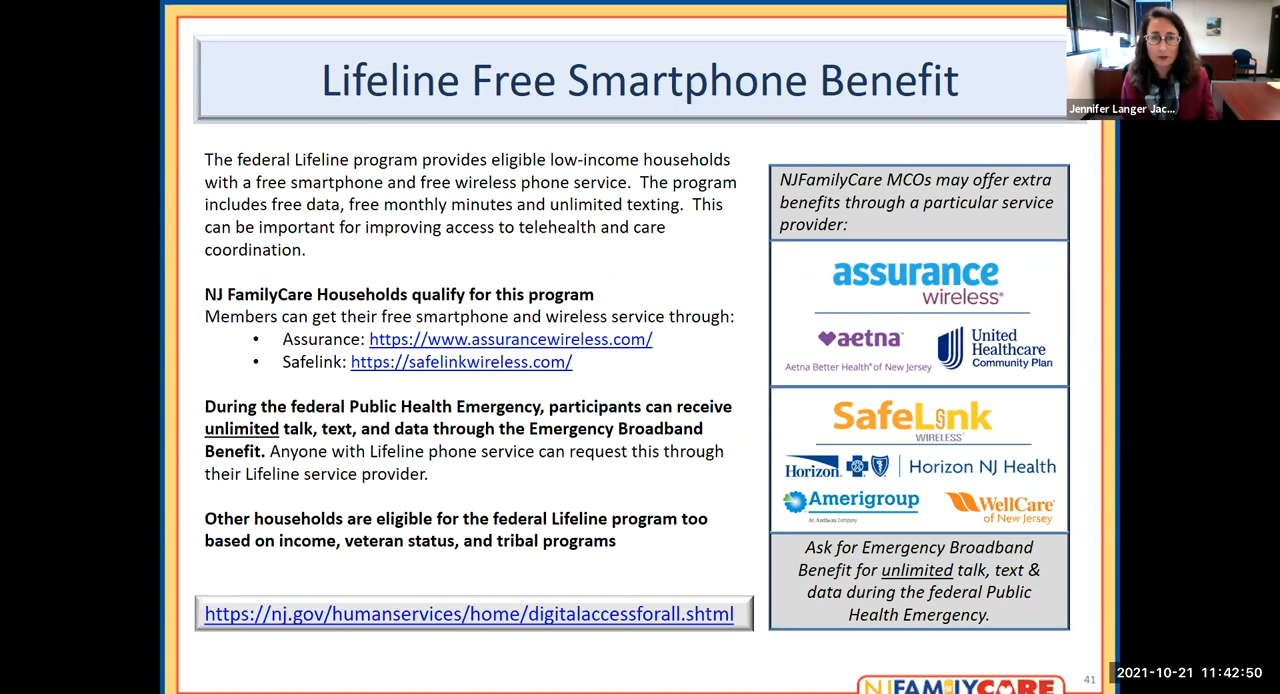 Lifeline Free Smartphone Benefit
Jennifer Langer Jac...
The federal Lifeline program provides eligible low-income households
with a free smartphone and free wireless phone service. The program
includes free data, free monthly minutes and unlimited texting. This
can be important for improving access to telehealth and care
coordination.
NJ FamilyCare Households qualify for this program
Members can get their free smartphone and wireless service through:
• Assurance: https://www.assurancewireless.com/
• Safelink: https://safelinkwireless.com/
During the federal Public Health Emergency, participants can receive
unlimited talk, text, and data through the Emergency Broadband
Benefit. Anyone with Lifeline phone service can request this through
their Lifeline service provider.
Other households are eligible for the federal Lifeline program too
based on income, veteran status, and tribal programs
https://nj.gov/humanservices/home/digitalaccessforall.shtml
NJFamilyCare MCOs may offer extra
benefits through a particular service
provider:
assurance
wireless®
aetna™
Aetna Better Health® of New Jersey
United
Healthcare
Community Plan
SafeLink
WIRELESS®
Horizon. | Horizon NJ Health
Amerigroup
An Anthem Company
WellCare
of New Jersey
Ask for Emergency Broadband
Benefit for unlimited talk, text &
data during the federal Public
Health Emergency.
41
2021-10-21 11:42:50
NJFAMILYCARE